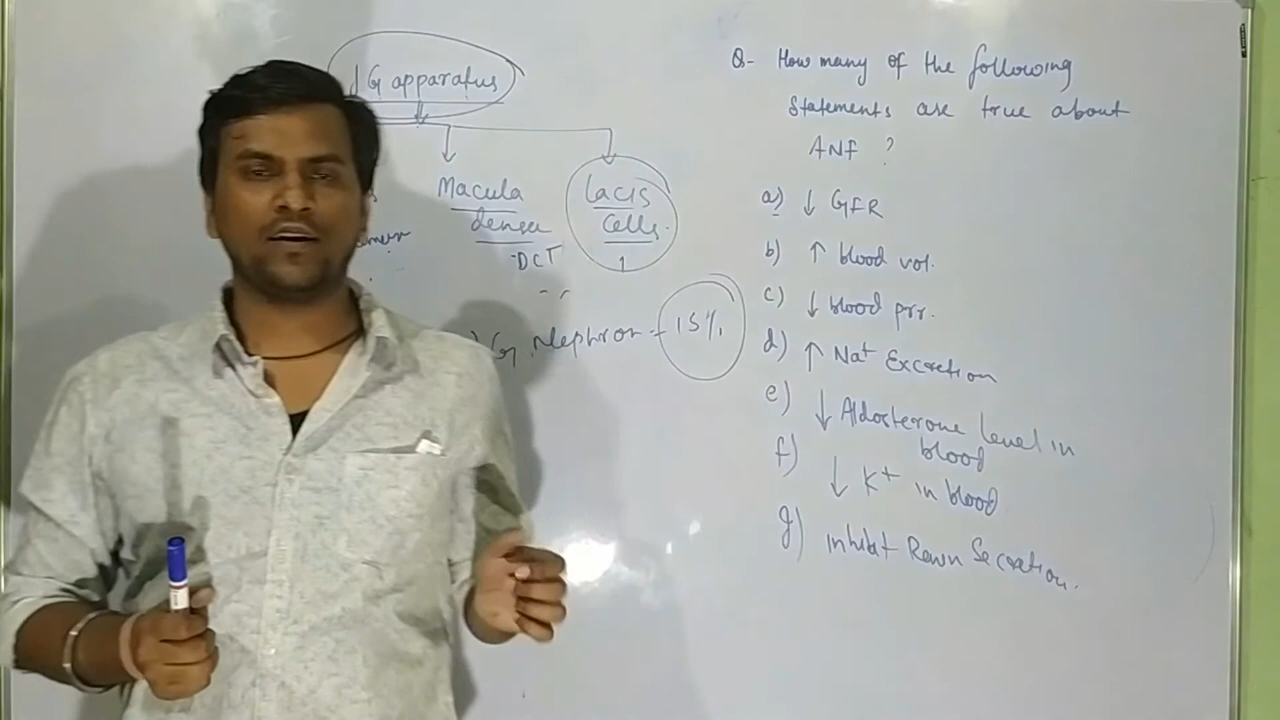 JG apparatus
Macula
densa
-DCT
Lacis
Cells.
1
G. Nephron - 15%
Q- How many of the following
Statements are true about
ANF ?
a) ↓ GFR
b) ↑ blood vol.
c) ↓ blood prr.
d) ↑ Na+ Excretion
e) ↓ Aldosterone level in
blood
f) ↓ K+ in blood
g) inhibit Renin Secretion.